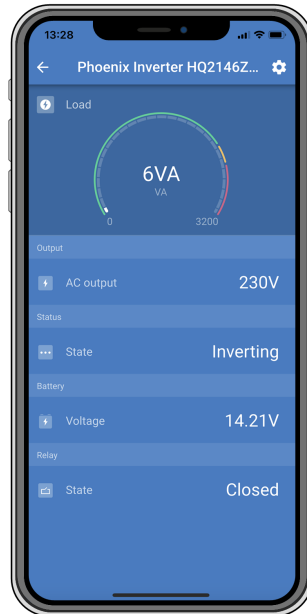 13:28
Phoenix Inverter HQ2146Z...
Load
6VA
VA
0 3200
Output
AC output 230V
Status
State Inverting
Battery
Voltage 14.21V
Relay
State Closed